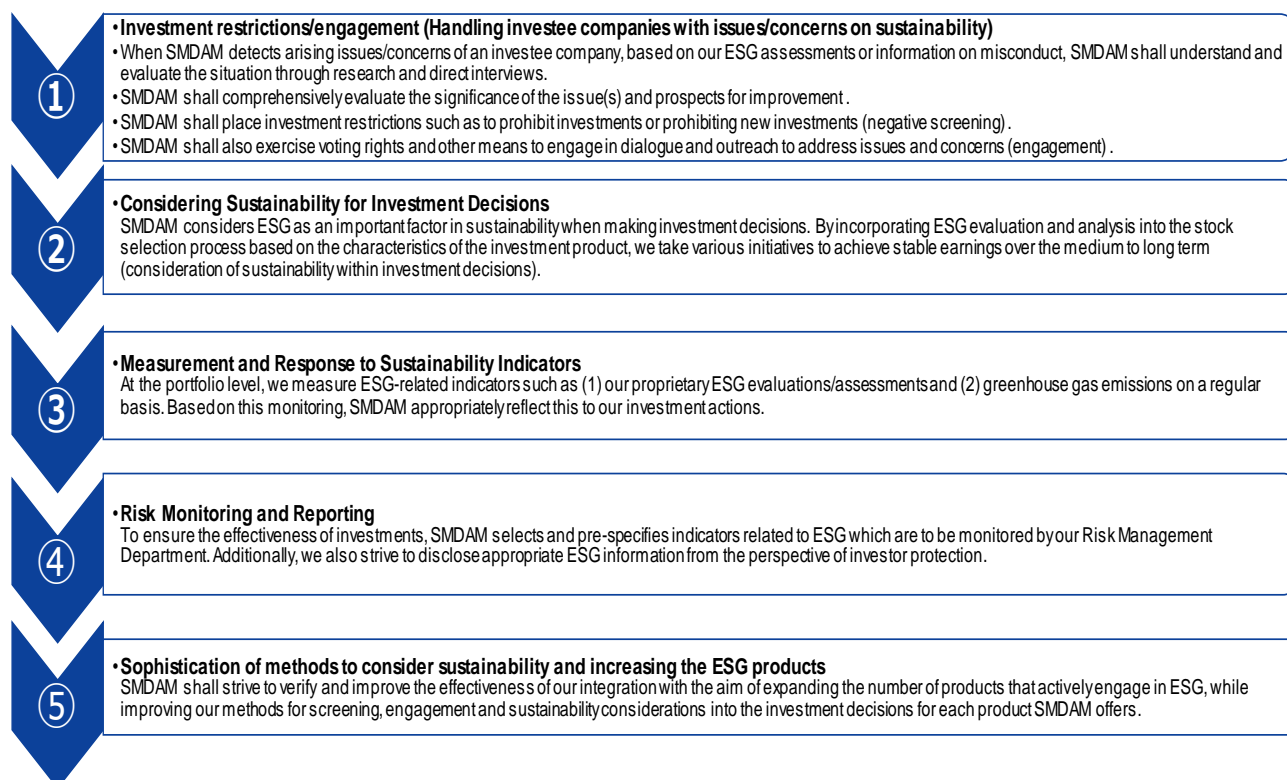 ①
•Investment restrictions/engagement (Handling investee companies with issues/concerns on sustainability)
•When SMDAM detects arising issues/concerns of an investee company, based on our ESG assessments or information on misconduct, SMDAM shall understand and
evaluate the situation through research and direct interviews.
•SMDAM shall comprehensively evaluate the significance of the issue(s) and prospects for improvement .
•SMDAM shall place investment restrictions such as to prohibit investments or prohibiting new investments (negative screening) .
•SMDAM shall also exercise voting rights and other means to engage in dialogue and outreach to address issues and concerns (engagement) .
②
•Considering Sustainability for Investment Decisions
SMDAM considers ESG as an important factor in sustainability when making investment decisions. By incorporating ESG evaluation and analysis into the stock
selection process based on the characteristics of the investment product, we take various initiatives to achieve stable earnings over the medium to long term
(consideration of sustainability within investment decisions).
③
•Measurement and Response to Sustainability Indicators
At the portfolio level, we measure ESG-related indicators such as (1) our proprietary ESG evaluations/assessments and (2) greenhouse gas emissions on a regular
basis. Based on this monitoring, SMDAM appropriately reflect this to our investment actions.
④
•Risk Monitoring and Reporting
To ensure the effectiveness of investments, SMDAM selects and pre-specifies indicators related to ESG which are to be monitored by our Risk Management
Department. Additionally, we also strive to disclose appropriate ESG information from the perspective of investor protection.
⑤
•Sophistication of methods to consider sustainability and increasing the ESG products
SMDAM shall strive to verify and improve the effectiveness of our integration with the aim of expanding the number of products that actively engage in ESG, while
improving our methods for screening, engagement and sustainability considerations into the investment decisions for each product SMDAM offers.